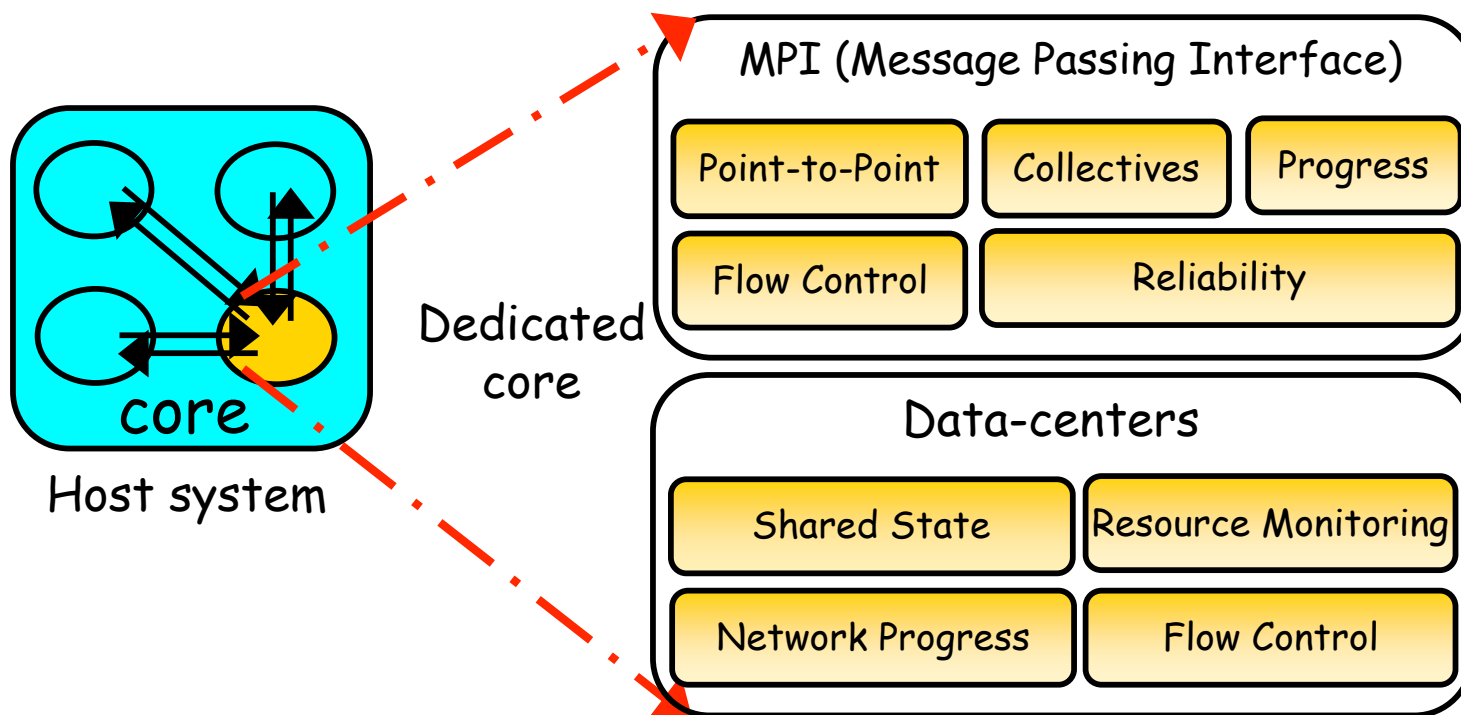 core
Host system
Dedicated
core
MPI (Message Passing Interface)
Point-to-Point
Collectives
Progress
Flow Control
Reliability
Data-centers
Shared State
Resource Monitoring
Network Progress
Flow Control